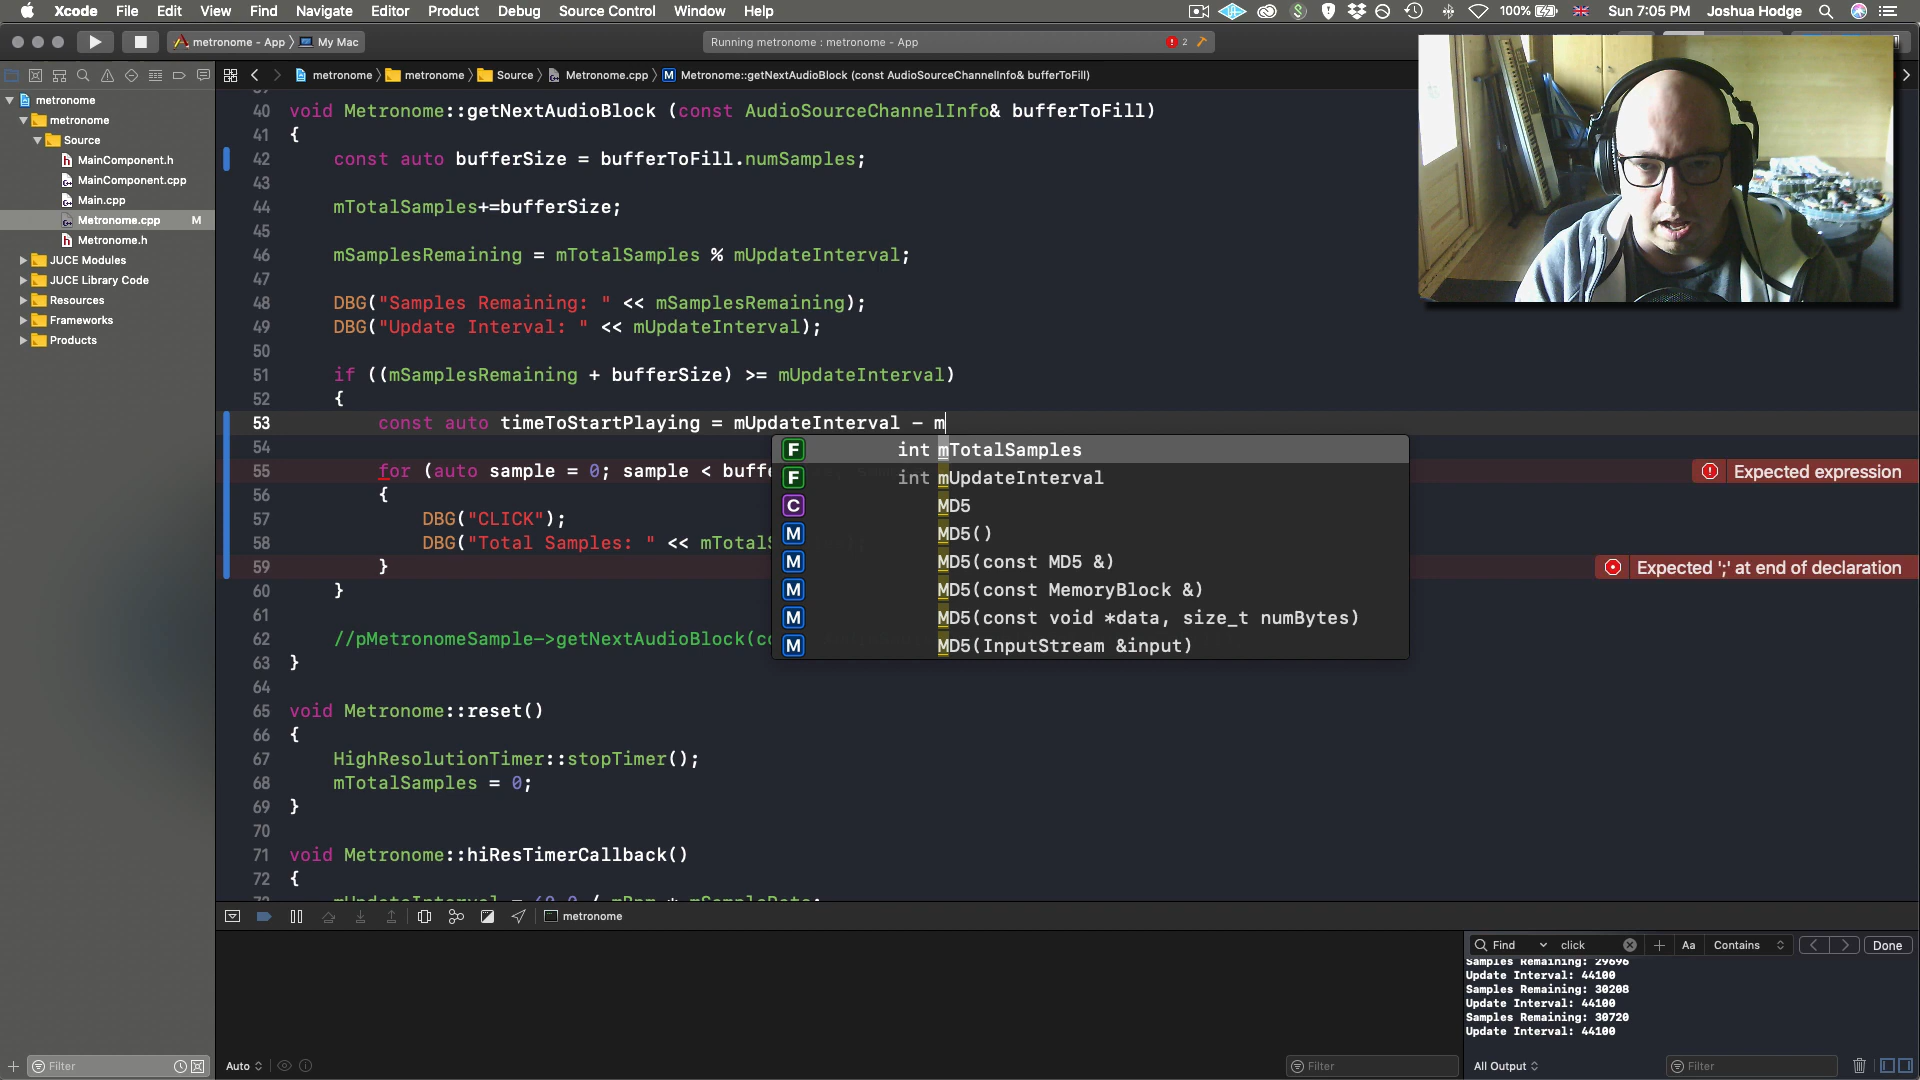 Xcode File Edit View Find Navigate Editor Product Debug Source Control Window Help 100% Sun 7:05 PM Joshua Hodge
metronome - App My Mac Running metronome : metronome - App 2
metronome metronome Source Metronome.cpp M Metronome::getNextAudioBlock (const AudioSourceChannelInfo& bufferToFill)
metronome
metronome
Source
MainComponent.h
MainComponent.cpp
Main.cpp
Metronome.cpp M
Metronome.h
JUCE Modules
JUCE Library Code
Resources
Frameworks
Products
40 void Metronome::getNextAudioBlock (const AudioSourceChannelInfo& bufferToFill)
41 {
42 const auto bufferSize = bufferToFill.numSamples;
43
44 mTotalSamples+=bufferSize;
45
46 mSamplesRemaining = mTotalSamples % mUpdateInterval;
47
48 DBG("Samples Remaining: " << mSamplesRemaining);
49 DBG("Update Interval: " << mUpdateInterval);
50
51 if ((mSamplesRemaining + bufferSize) >= mUpdateInterval)
52 {
53 const auto timeToStartPlaying = mUpdateInterval - m
54
55 for (auto sample = 0; sample < buffe
56 {
57 DBG("CLICK");
58 DBG("Total Samples: " << mTotalS
59 }
60 }
61
62 //pMetronomeSample->getNextAudioBlock(co
63 }
64
65 void Metronome::reset()
66 {
67 HighResolutionTimer::stopTimer();
68 mTotalSamples = 0;
69 }
70
71 void Metronome::hiResTimerCallback()
72 {
F int mTotalSamples
F int mUpdateInterval
C MD5
M MD5()
M MD5(const MD5 &)
M MD5(const MemoryBlock &)
M MD5(const void *data, size_t numBytes)
M MD5(InputStream &input)
Expected expression
Expected ';' at end of declaration
metronome
Find click Aa Contains Done
Samples Remaining: 29696
Update Interval: 44100
Samples Remaining: 30208
Update Interval: 44100
Samples Remaining: 30720
Update Interval: 44100
Filter Auto Filter All Output Filter